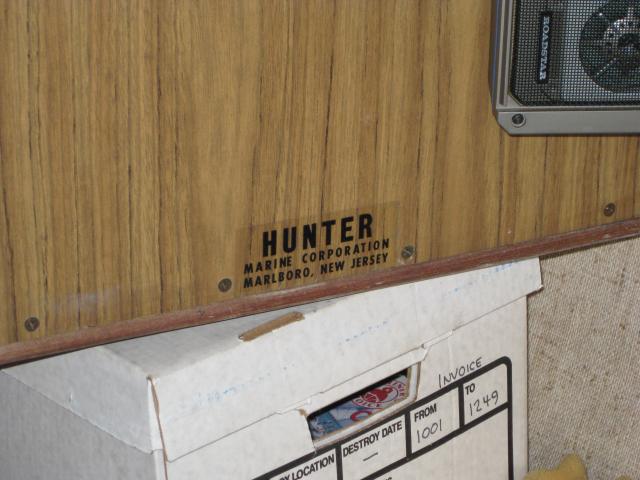 ROADSTAR
HUNTER
MARINE CORPORATION
MARLBORO, NEW JERSEY
INVOICE
LOCATION
DESTROY DATE
—
FROM
1001
TO
1249